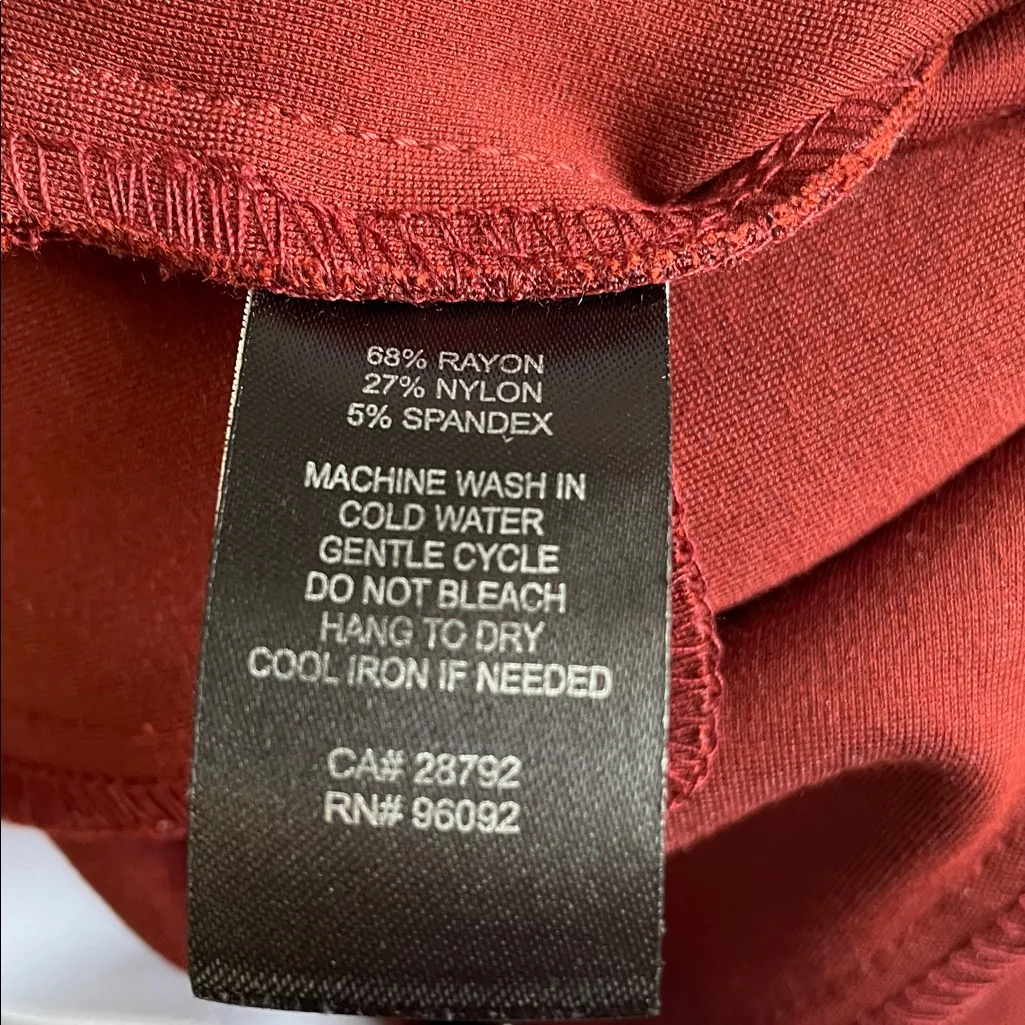 68% RAYON
27% NYLON
5% SPANDEX
MACHINE WASH IN
COLD WATER
GENTLE CYCLE
DO NOT BLEACH
HANG TO DRY
COOL IRON IF NEEDED
CA# 28792
RN# 96092